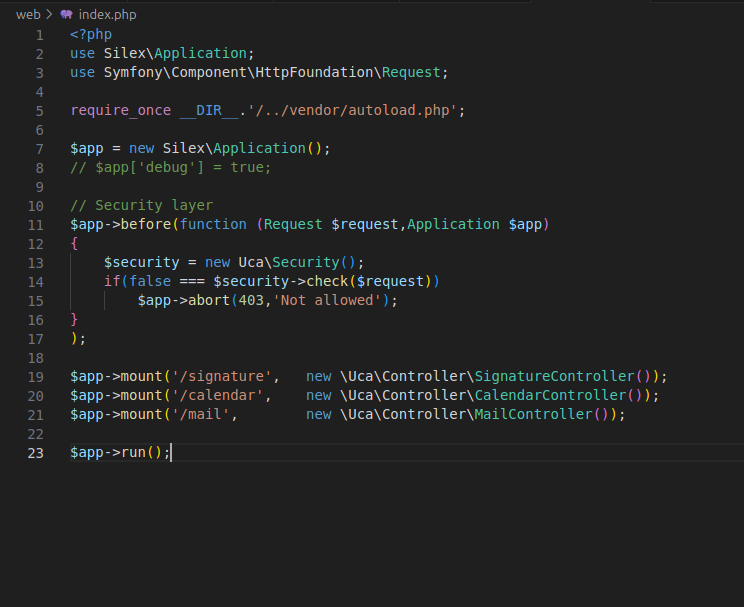 web > index.php
1 <?php
2 use Silex\Application;
3 use Symfony\Component\HttpFoundation\Request;
4
5 require_once __DIR__.'/../vendor/autoload.php';
6
7 $app = new Silex\Application();
8 // $app['debug'] = true;
9
10 // Security layer
11 $app->before(function (Request $request,Application $app)
12 {
13     $security = new Uca\Security();
14     if(false === $security->check($request))
15         $app->abort(403,'Not allowed');
16 }
17 );
18
19 $app->mount('/signature',   new \Uca\Controller\SignatureController());
20 $app->mount('/calendar',    new \Uca\Controller\CalendarController());
21 $app->mount('/mail',        new \Uca\Controller\MailController());
22
23 $app->run();